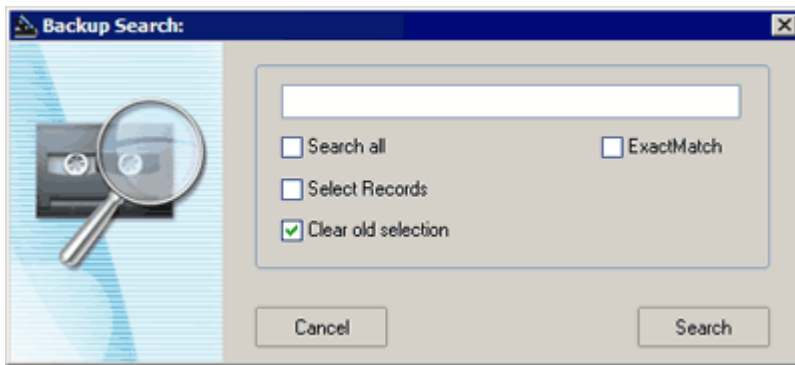 Backup Search:
Search all
ExactMatch
Select Records
Clear old selection
Cancel
Search